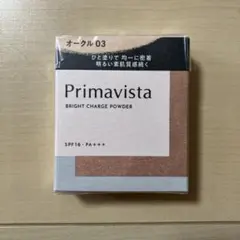 オークル 03
ひと塗りで 均一に密着
明るい素肌質感続く
Primavista
BRIGHT CHARGE POWDER
SPF16・PA+++